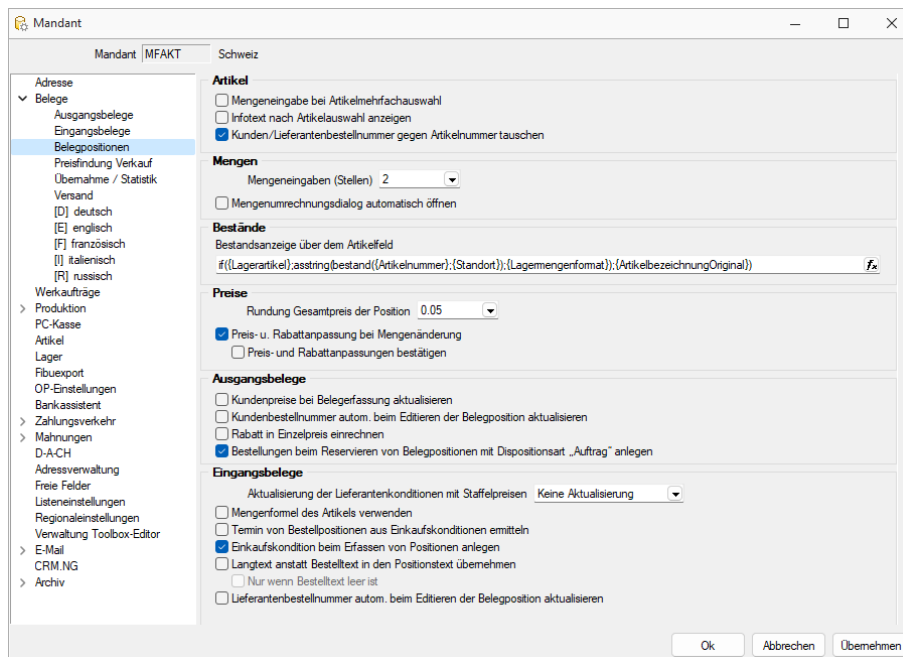 Mandant
Mandant MFAKT Schweiz
Adresse
Belege
Ausgangsbelege
Eingangsbelege
Belegpositionen
Preisfindung Verkauf
Übernahme / Statistik
Versand
[D] deutsch
[E] englisch
[F] französisch
[I] italienisch
[R] russisch
Werkaufträge
Produktion
PC-Kasse
Artikel
Lager
Fibuexport
OP-Einstellungen
Bankassistent
Zahlungsverkehr
Mahnungen
D-A-CH
Adressverwaltung
Freie Felder
Listeneinstellungen
Regionaleinstellungen
Verwaltung Toolbox-Editor
E-Mail
CRM.NG
Archiv
Artikel
Mengeneingabe bei Artikelmehrfachauswahl
Infotext nach Artikelauswahl anzeigen
Kunden/Lieferantenbestellnummer gegen Artikelnummer tauschen
Mengen
Mengeneingaben (Stellen) 2
Mengenumrechnungsdialog automatisch öffnen
Bestände
Bestandsanzeige über dem Artikelfeld
if({Lagerartikel};asstring(bestand({Artikelnummer};{Standort});{Lagermengenformat});{ArtikelbezeichnungOriginal}) fx
Preise
Rundung Gesamtpreis der Position 0.05
Preis- u. Rabattanpassung bei Mengenänderung
Preis- und Rabattanpassungen bestätigen
Ausgangsbelege
Kundenpreise bei Belegerfassung aktualisieren
Kundenbestellnummer autom. beim Editieren der Belegposition aktualisieren
Rabatt in Einzelpreis einrechnen
Bestellungen beim Reservieren von Belegpositionen mit Dispositionsart „Auftrag" anlegen
Eingangsbelege
Aktualisierung der Lieferantenkonditionen mit Staffelpreisen Keine Aktualisierung
Mengenformel des Artikels verwenden
Termin von Bestellpositionen aus Einkaufskonditionen ermitteln
Einkaufskondition beim Erfassen von Positionen anlegen
Langtext anstatt Bestelltext in den Positionstext übernehmen
Nur wenn Bestelltext leer ist
Lieferantenbestellnummer autom. beim Editieren der Belegposition aktualisieren
Ok Abbrechen Übernehmen